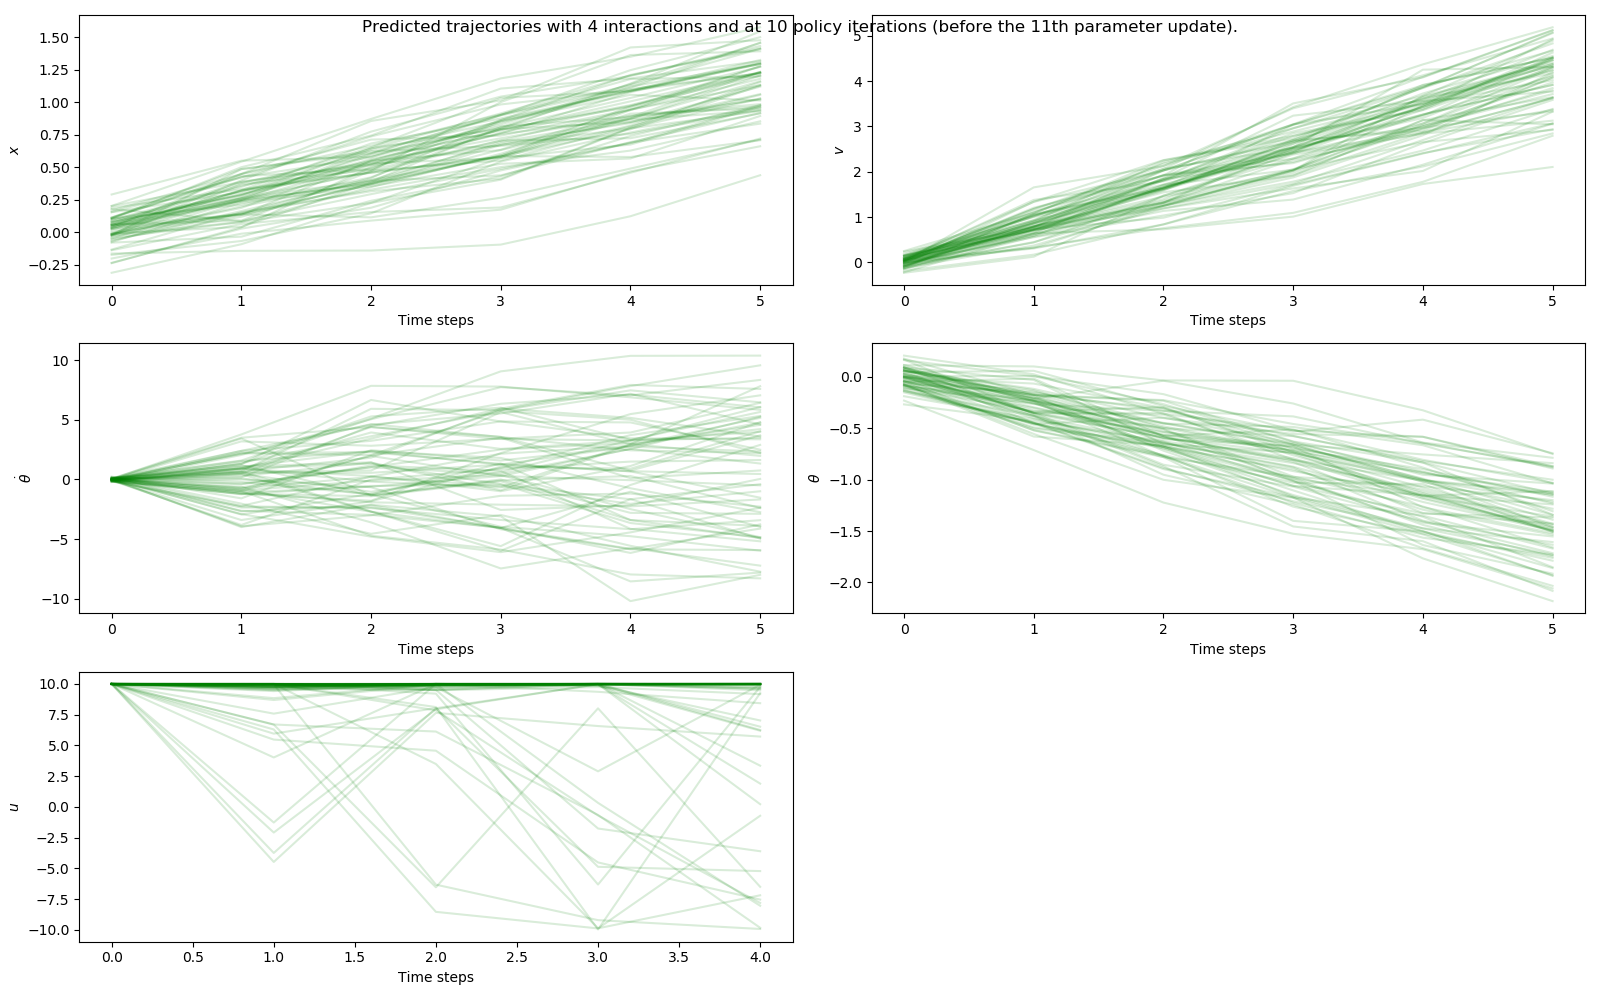 Predicted trajectories with 4 interactions and at 10 policy iterations (before the 11th parameter update).
1.50
1.25
1.00
0.75
0.50
0.25
0.00
−0.25
x
0 1 2 3 4 5
Time steps
5
4
3
2
1
0
v
0 1 2 3 4 5
Time steps
10
5
0
−5
−10
θ̇
0 1 2 3 4 5
Time steps
0.0
−0.5
−1.0
−1.5
−2.0
θ
0 1 2 3 4 5
Time steps
10.0
7.5
5.0
2.5
0.0
−2.5
−5.0
−7.5
−10.0
u
0.0 0.5 1.0 1.5 2.0 2.5 3.0 3.5 4.0
Time steps